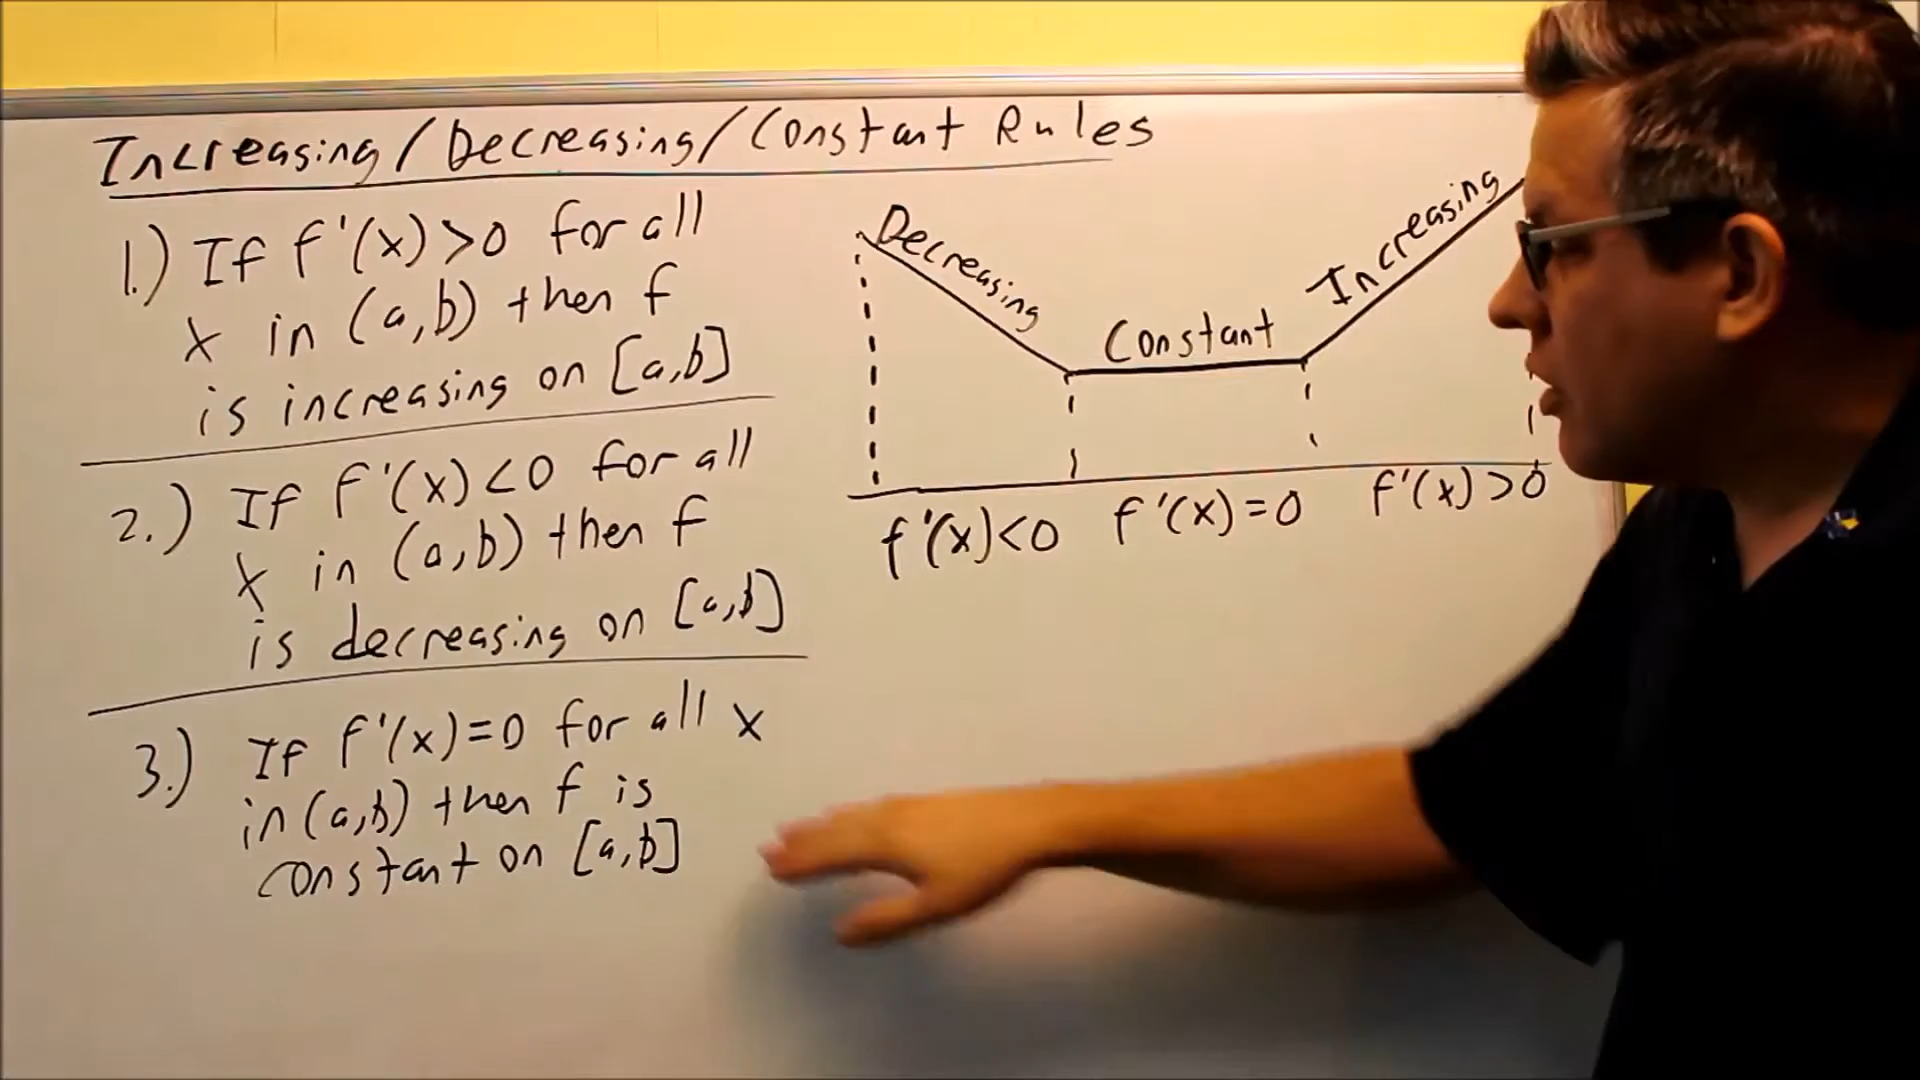 Increasing/Decreasing/Constant Rules
1.) If f'(x)>0 for all
x in (a,b) then f
is increasing on [a,b]
2.) If f'(x)<0 for all
x in (a,b) then f
is decreasing on [a,b]
3.) If f'(x)=0 for all x
in (a,b) then f is
constant on [a,b]
Decreasing
Constant
Increasing
f'(x)<0 f'(x)=0 f'(x)>0